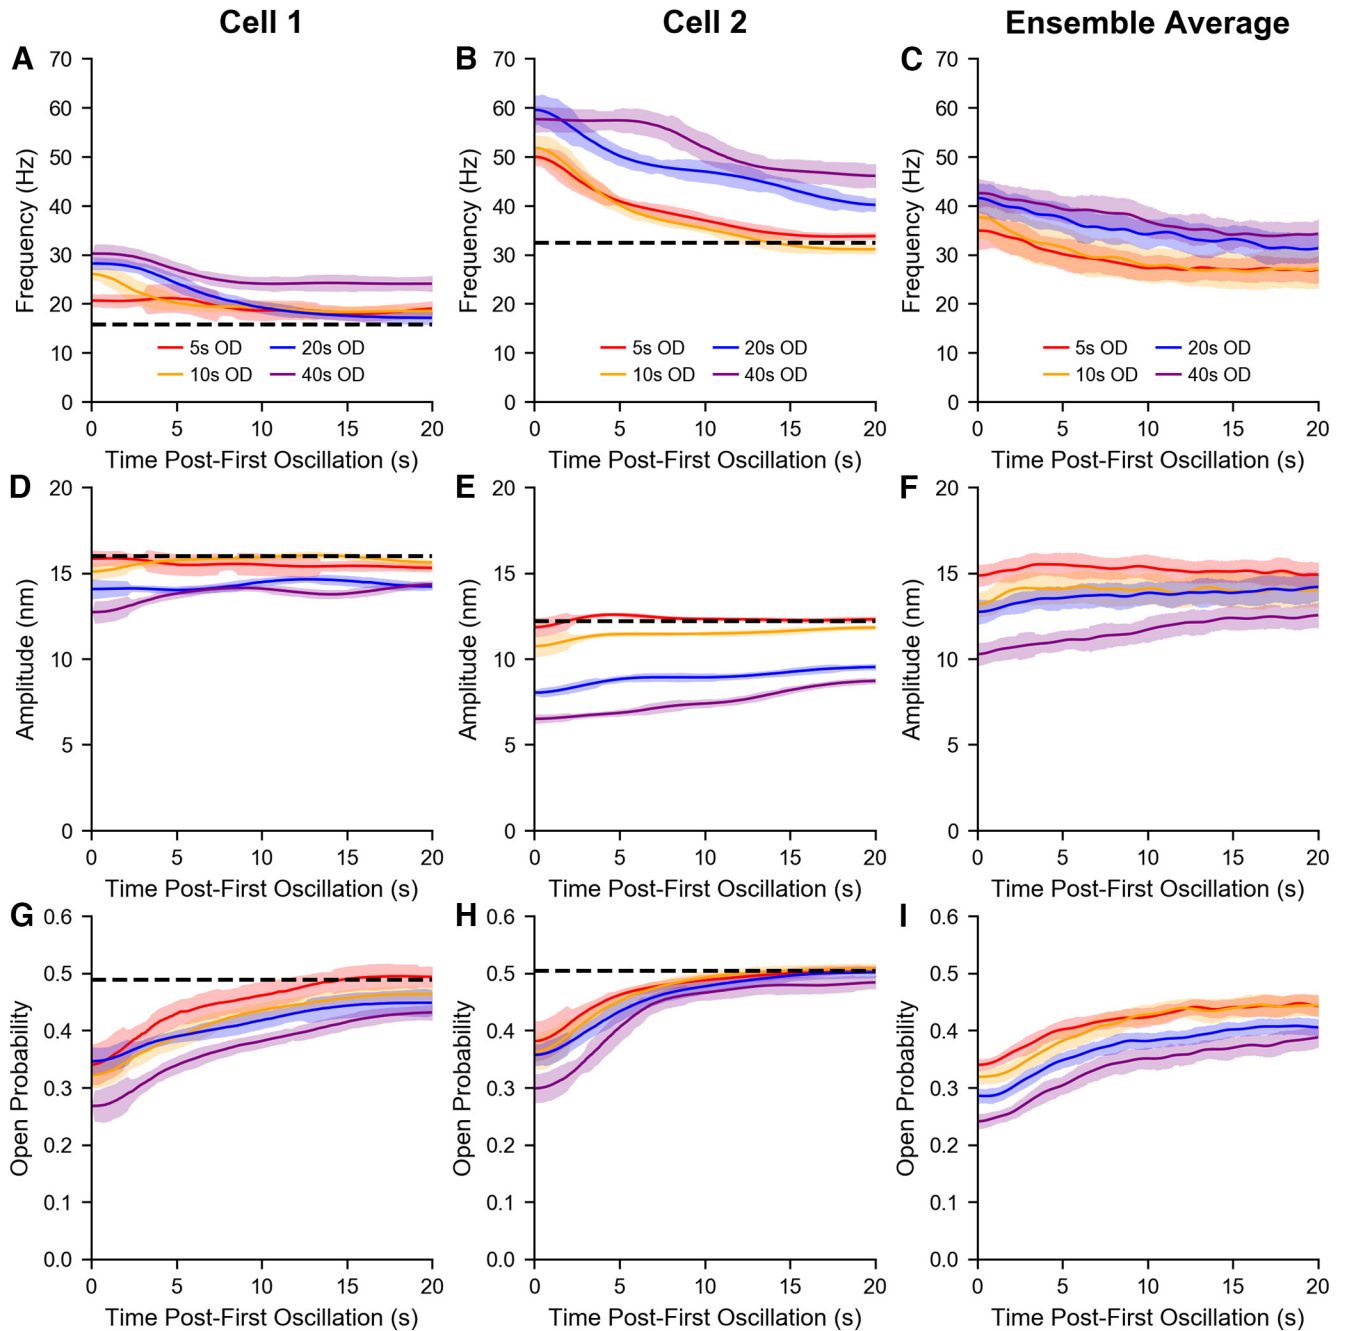 Cell 1
Cell 2
Ensemble Average
A
B
C
70
60
50
40
30
20
10
0
Frequency (Hz)
5s OD
20s OD
10s OD
40s OD
0
5
10
15
20
Time Post-First Oscillation (s)
70
60
50
40
30
20
10
0
Frequency (Hz)
5s OD
20s OD
10s OD
40s OD
0
5
10
15
20
Time Post-First Oscillation (s)
70
60
50
40
30
20
10
0
Frequency (Hz)
5s OD
20s OD
10s OD
40s OD
0
5
10
15
20
Time Post-First Oscillation (s)
D
E
F
20
15
10
5
0
Amplitude (nm)
0
5
10
15
20
Time Post-First Oscillation (s)
20
15
10
5
0
Amplitude (nm)
0
5
10
15
20
Time Post-First Oscillation (s)
20
15
10
5
0
Amplitude (nm)
0
5
10
15
20
Time Post-First Oscillation (s)
G
H
I
0.6
0.5
0.4
0.3
0.2
0.1
0.0
Open Probability
0
5
10
15
20
Time Post-First Oscillation (s)
0.6
0.5
0.4
0.3
0.2
0.1
0.0
Open Probability
0
5
10
15
20
Time Post-First Oscillation (s)
0.6
0.5
0.4
0.3
0.2
0.1
0.0
Open Probability
0
5
10
15
20
Time Post-First Oscillation (s)